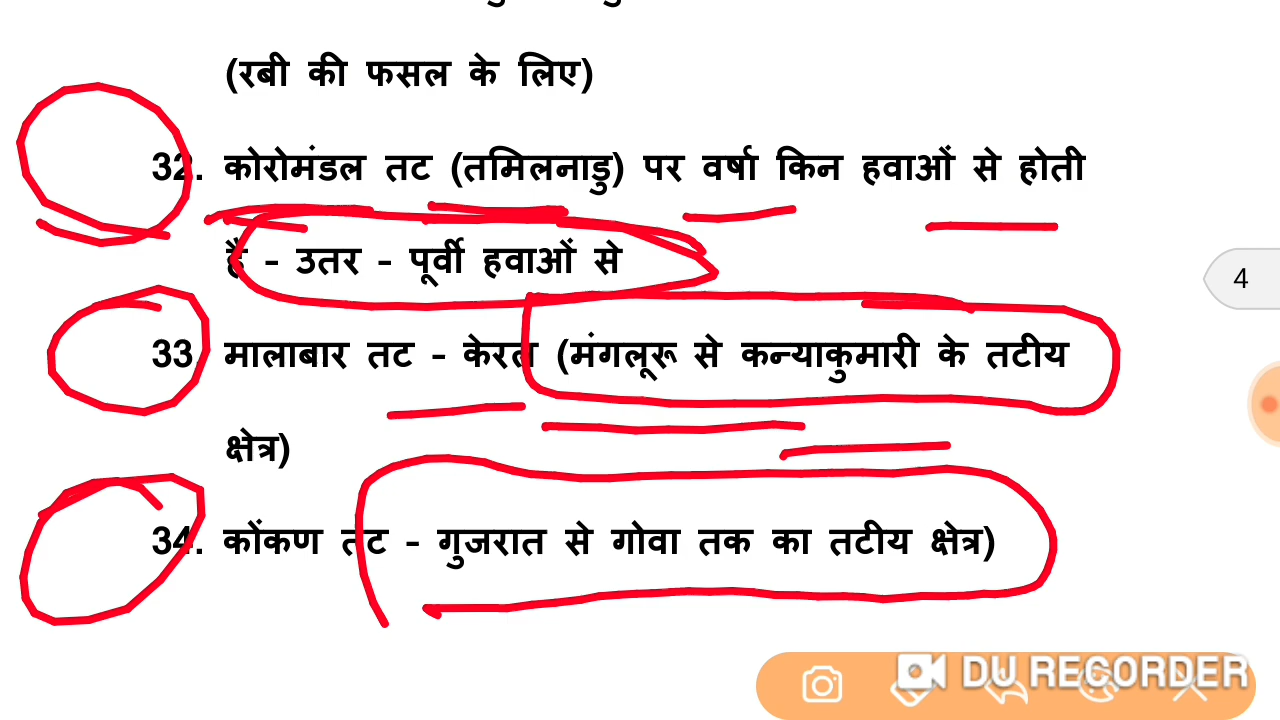 (रबी की फसल के लिए)
32. कोरोमंडल तट (तमिलनाडु) पर वर्षा किन हवाओं से होती
है - उतर - पूर्वी हवाओं से
33. मालाबार तट - केरल (मंगलूरू से कन्याकुमारी के तटीय
क्षेत्र)
34. कोंकण तट - गुजरात से गोवा तक का तटीय क्षेत्र)
4
DU RECORDER